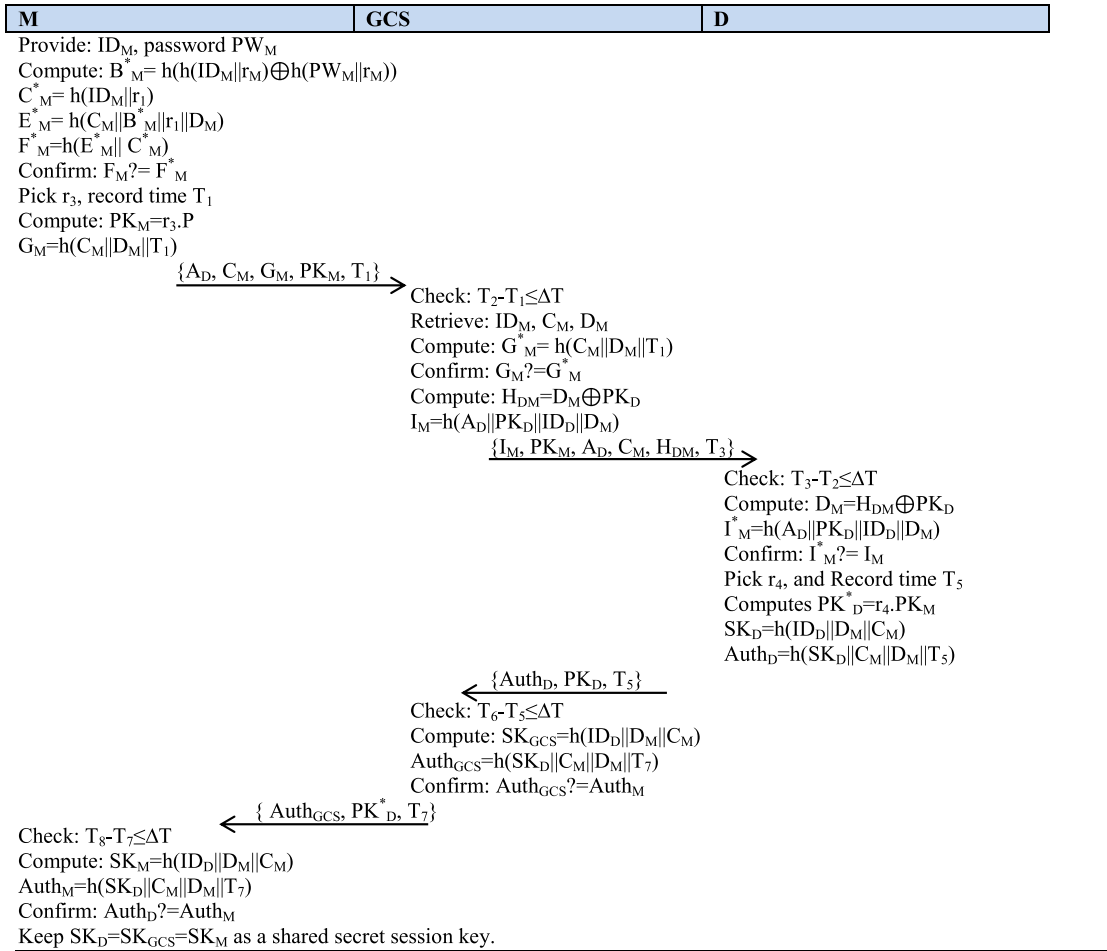 M GCS D
Provide: ID_M, password PW_M
Compute: B^*_M= h(h(ID_M||r_M)⊕h(PW_M||r_M))
C^*_M= h(ID_M||r_1)
E^*_M= h(C_M||B^*_M||r_1||D_M)
F^*_M=h(E^*_M|| C^*_M)
Confirm: F_M?= F^*_M
Pick r_3, record time T_1
Compute: PK_M=r_3.P
G_M=h(C_M||D_M||T_1)
{A_D, C_M, G_M, PK_M, T_1}
Check: T_2-T_1≤ΔT
Retrieve: ID_M, C_M, D_M
Compute: G^*_M= h(C_M||D_M||T_1)
Confirm: G_M?=G^*_M
Compute: H_DM=D_M⊕PK_D
I_M=h(A_D||PK_D||ID_D||D_M)
{I_M, PK_M, A_D, C_M, H_DM, T_3}
Check: T_3-T_2≤ΔT
Compute: D_M=H_DM⊕PK_D
I^*_M=h(A_D||PK_D||ID_D||D_M)
Confirm: I^*_M?= I_M
Pick r_4, and Record time T_5
Computes PK^*_D=r_4.PK_M
SK_D=h(ID_D||D_M||C_M)
Auth_D=h(SK_D||C_M||D_M||T_5)
{Auth_D, PK_D, T_5}
Check: T_6-T_5≤ΔT
Compute: SK_GCS=h(ID_D||D_M||C_M)
Auth_GCS=h(SK_D||C_M||D_M||T_7)
Confirm: Auth_GCS?=Auth_M
{ Auth_GCS, PK^*_D, T_7}
Check: T_8-T_7≤ΔT
Compute: SK_M=h(ID_D||D_M||C_M)
Auth_M=h(SK_D||C_M||D_M||T_7)
Confirm: Auth_D?=Auth_M
Keep SK_D=SK_GCS=SK_M as a shared secret session key.